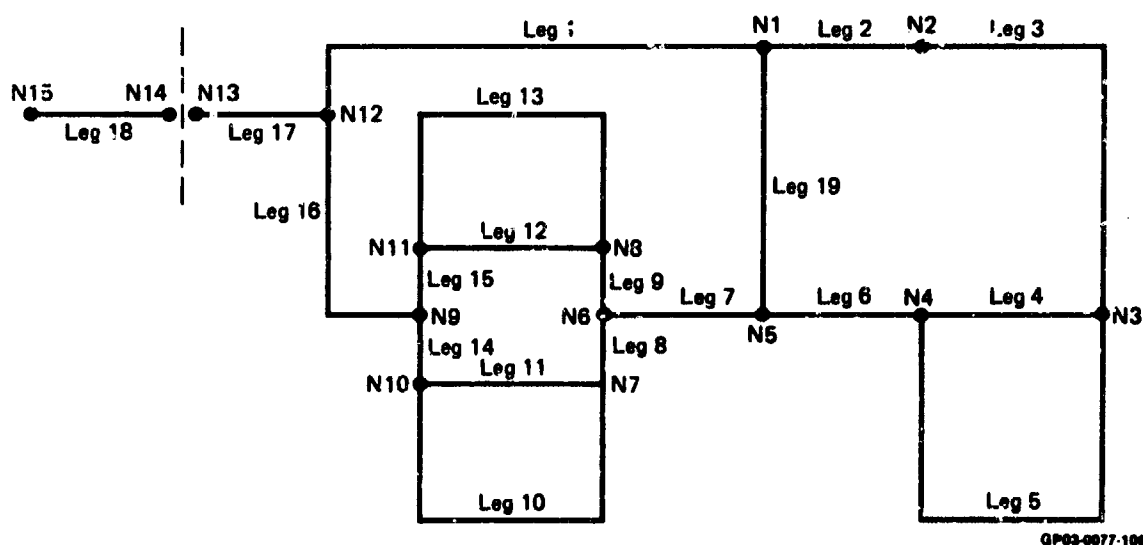 Leg 1
N1
Leg 2
N2
Leg 3
N15
N14
N13
Leg 18
Leg 17
N12
Leg 13
Leg 19
Leg 16
N11
Leg 12
N8
Leg 15
Leg 9
N9
N6
Leg 7
N5
Leg 6
N4
Leg 4
N3
Leg 14
Leg 8
N10
Leg 11
N7
Leg 10
Leg 5